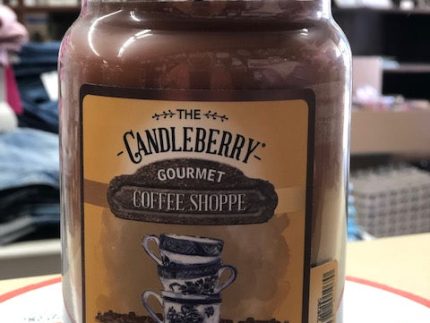 THE
CANDLEBERRY®
GOURMET
COFFEE SHOPPE